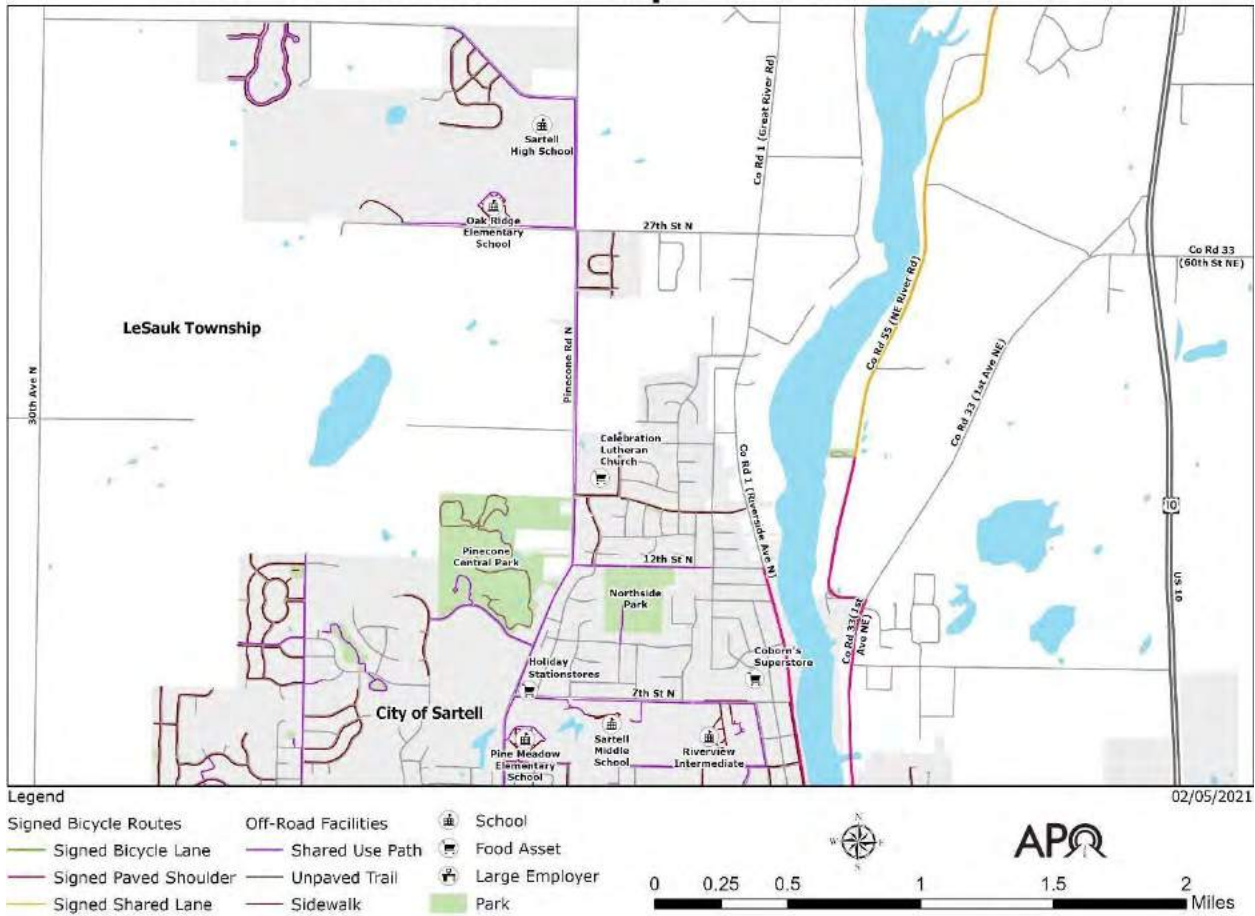 Sartell
High School
Co Rd 1 (Great River Rd)
Oak Ridge
Elementary
School
27th St N
Co Rd 33
(60th St NE)
LeSauk Township
30th Ave N
Pinecone Rd N
Co Rd 55 (NE River Rd)
Co Rd 33 (1st Ave NE)
Celebration
Lutheran
Church
Co Rd 1 (Riverside Ave N)
10
US 10
Pinecone
Central Park
12th St N
Northside
Park
Co Rd 33 (1st
Ave NE)
Holiday
Stationstores
Coborn's
Superstore
7th St N
City of Sartell
Pine Meadow
Elementary
School
Sartell
Middle
School
Riverview
Intermediate
02/05/2021
Legend
Signed Bicycle Routes
Signed Bicycle Lane
Signed Paved Shoulder
Signed Shared Lane
Off-Road Facilities
Shared Use Path
Unpaved Trail
Sidewalk
School
Food Asset
Large Employer
Park
N
W E
S
APO
0 0.25 0.5 1 1.5 2
Miles